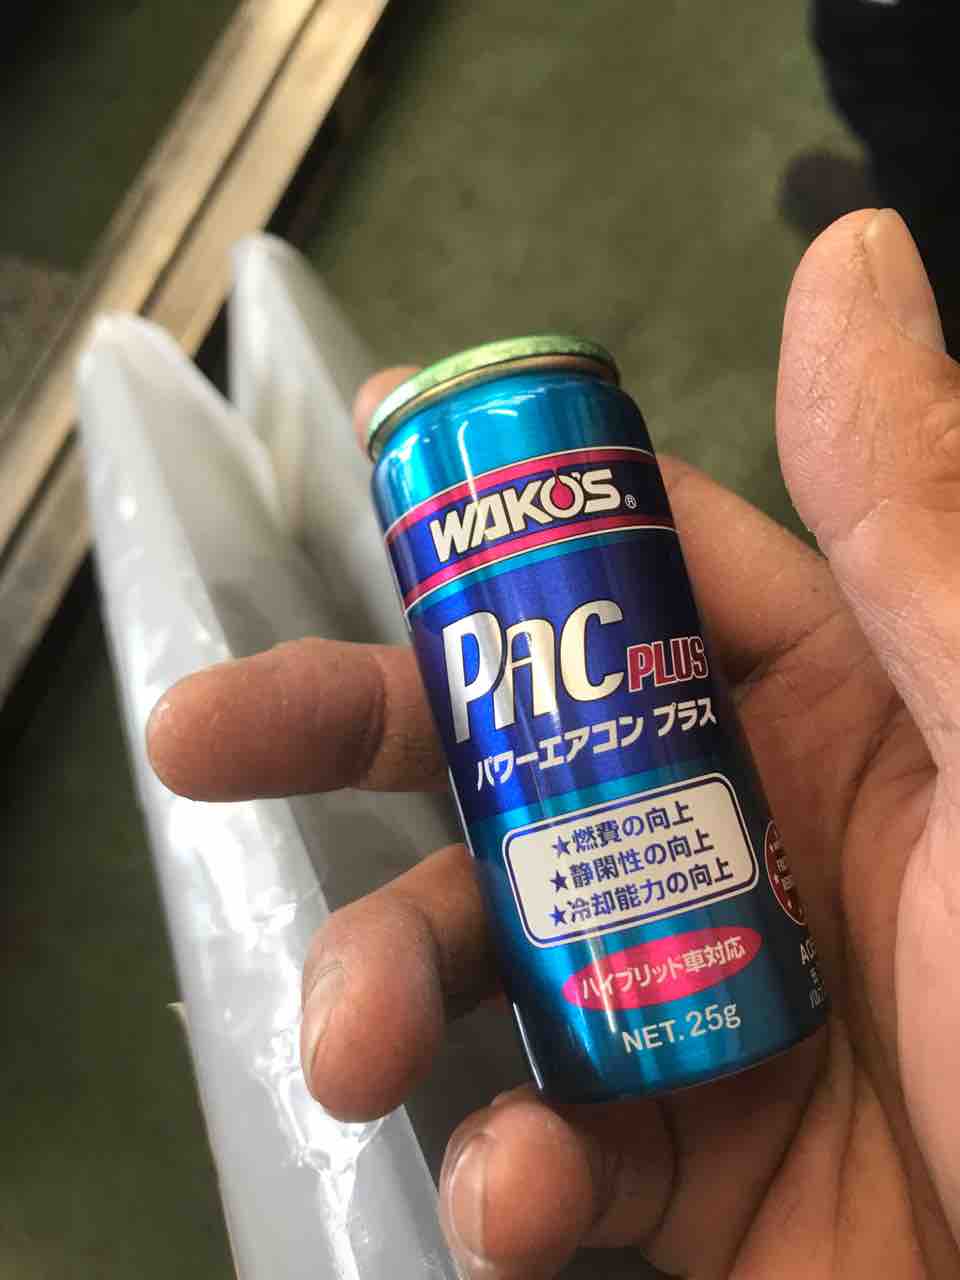 WAKO'S®
PAC PLUS
パワーエアコン プラス
★燃費の向上
★静閑性の向上
★冷却能力の向上
ハイブリッド車対応
NET.25g